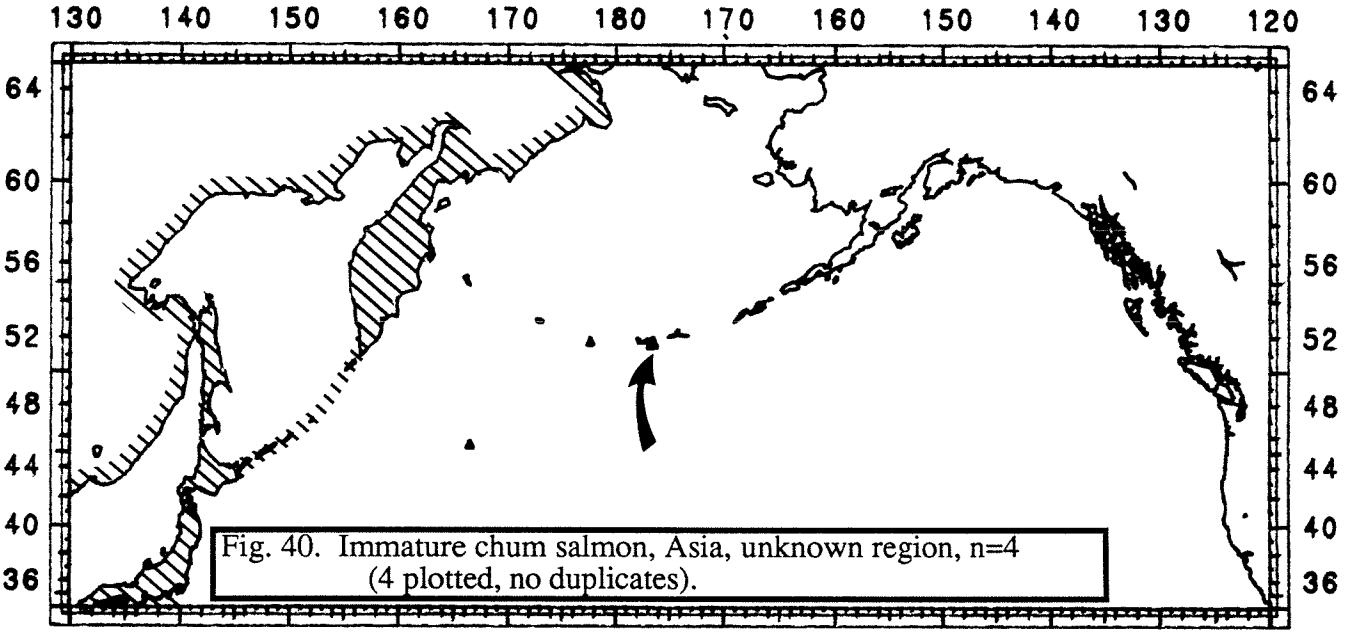 130 140 150 160 170 180 170 160 150 140 130 120
64 64
60 60
56 56
52 52
48 48
44 44
40 40
36 36
Fig. 40. Immature chum salmon, Asia, unknown region, n=4
(4 plotted, no duplicates).